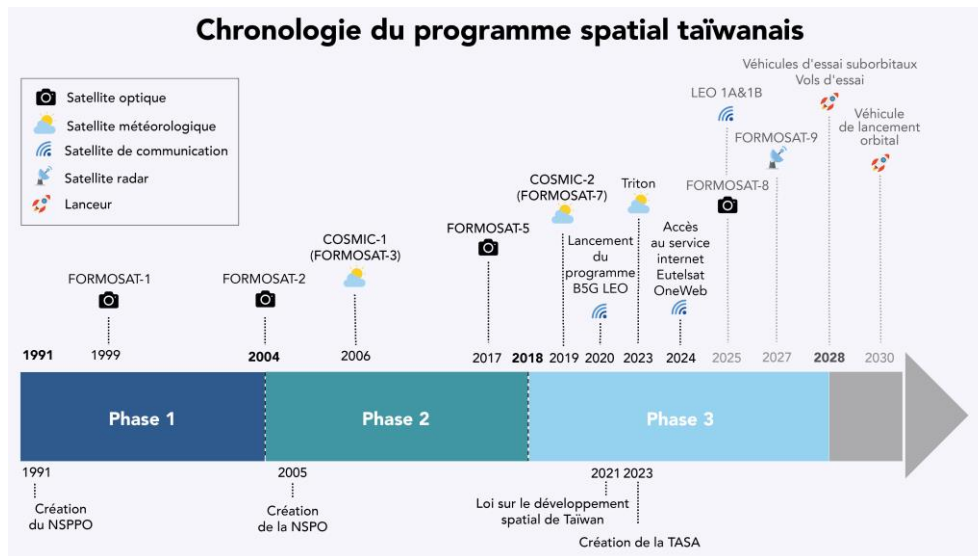 Chronologie du programme spatial taïwanais
Satellite optique
Satellite météorologique
Satellite de communication
Satellite radar
Lanceur
FORMOSAT-1
FORMOSAT-2
COSMIC-1
(FORMOSAT-3)
FORMOSAT-5
COSMIC-2
(FORMOSAT-7)
Lancement
du
programme
B5G LEO
Triton
Accès
au service
internet
Eutelsat
OneWeb
LEO 1A&1B
FORMOSAT-8
FORMOSAT-9
Véhicules d'essai suborbitaux
Vols d'essai
Véhicule
de lancement
orbital
1991
1999
2004
2006
2017
2018
2019
2020
2023
2024
2025
2027
2028
2030
Phase 1
Phase 2
Phase 3
1991
Création
du NSPPO
2005
Création
de la NSPO
2021
Loi sur le développement
spatial de Taïwan
2023
Création de la TASA